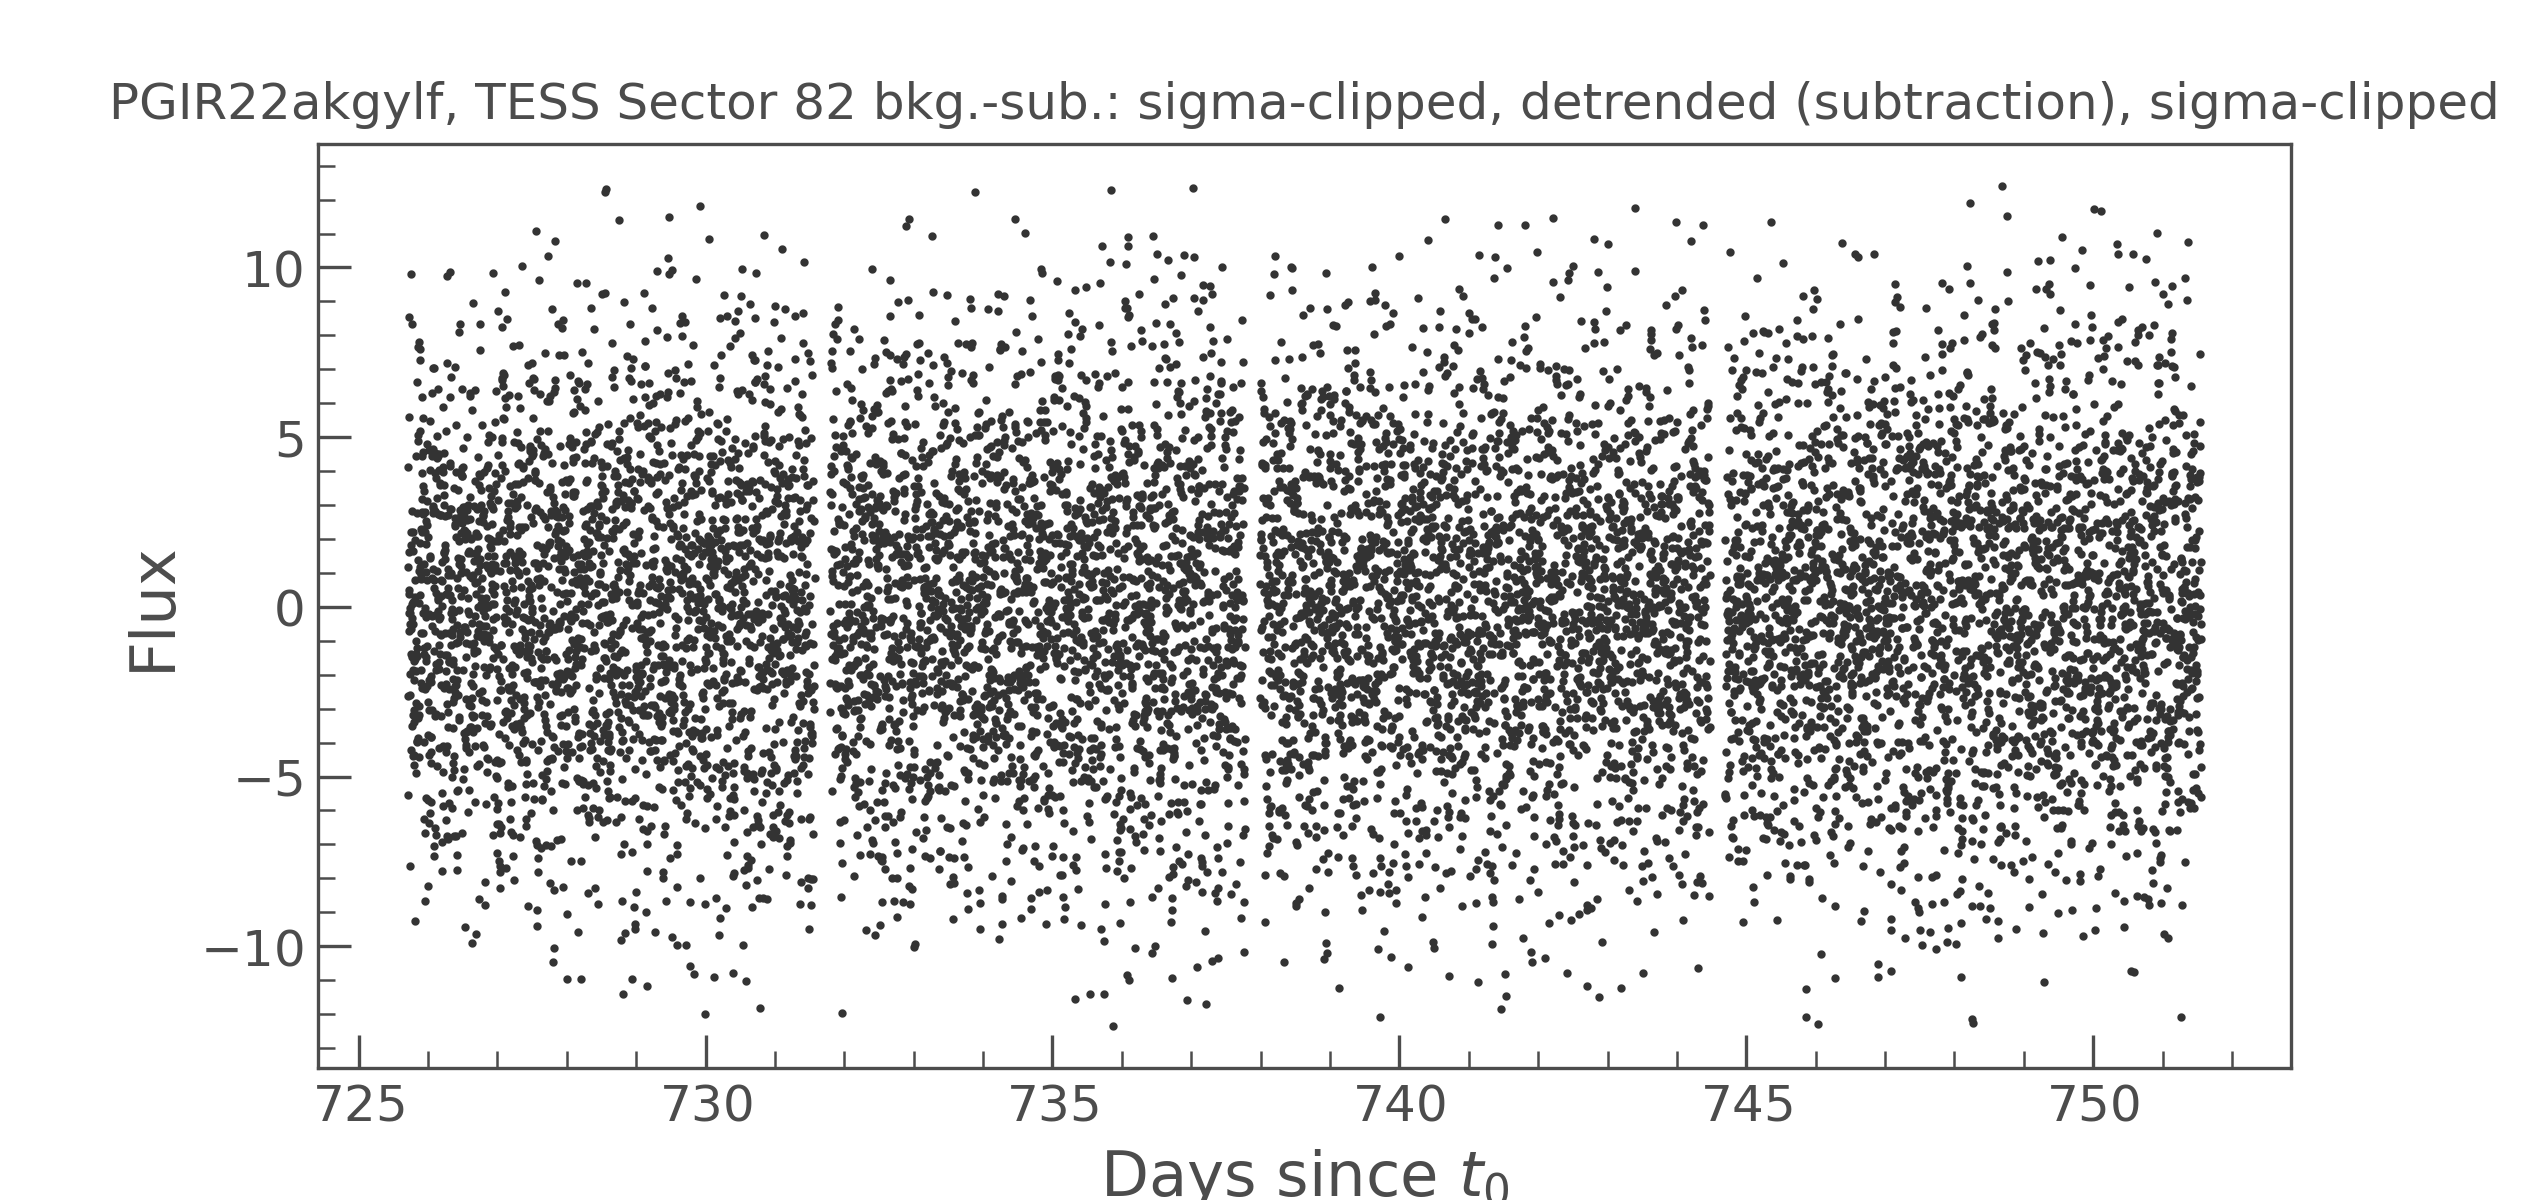 PGIR22akgylf, TESS Sector 82 bkg.-sub.: sigma-clipped, detrended (subtraction), sigma-clipped
10
5
0
−5
−10
Flux
725 730 735 740 745 750
Days since t0